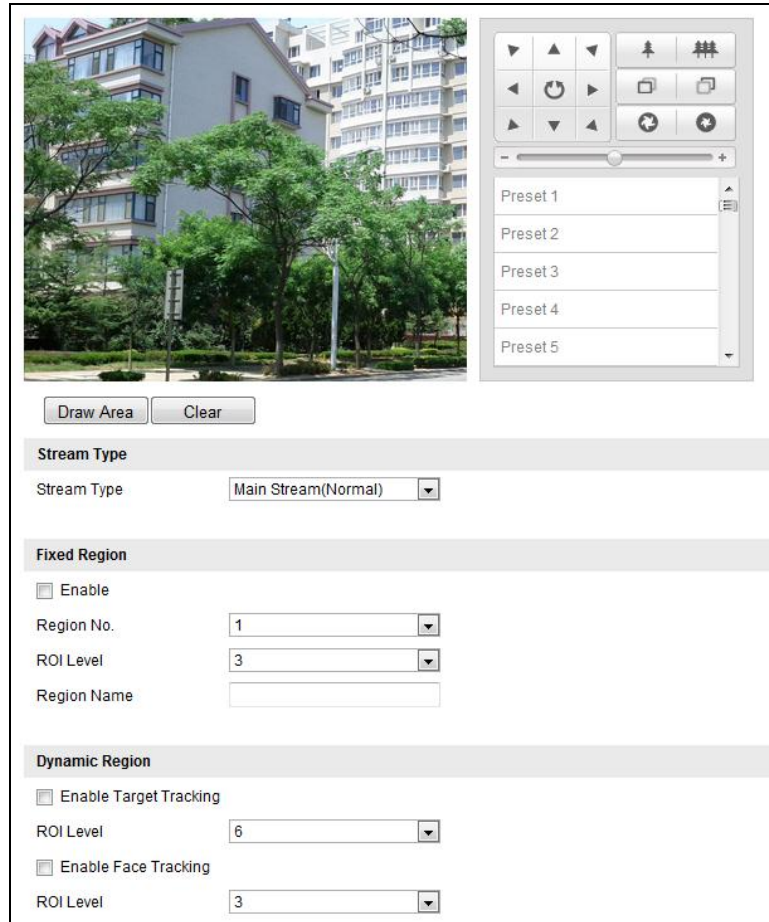 Preset 1
Preset 2
Preset 3
Preset 4
Preset 5
Draw Area Clear
Stream Type
Stream Type Main Stream(Normal)
Fixed Region
Enable
Region No. 1
ROI Level 3
Region Name
Dynamic Region
Enable Target Tracking
ROI Level 6
Enable Face Tracking
ROI Level 3